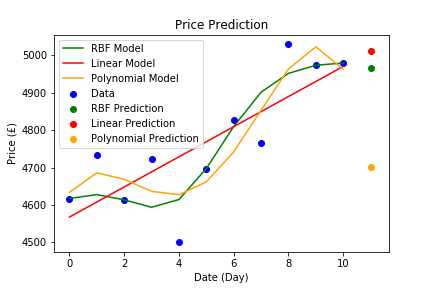 Price Prediction
RBF Model
Linear Model
Polynomial Model
Data
RBF Prediction
Linear Prediction
Polynomial Prediction
5000
4900
4800
4700
4600
4500
Price (£)
0 2 4 6 8 10
Date (Day)